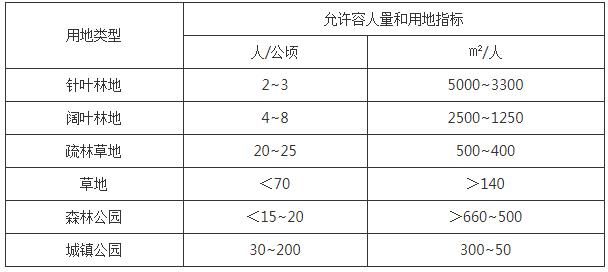 用地类型 允许容人量和用地指标
人/公顷 ㎡/人
针叶林地 2~3 5000~3300
阔叶林地 4~8 2500~1250
疏林草地 20~25 500~400
草地 ＜70 ＞140
森林公园 ＜15~20 ＞660~500
城镇公园 30~200 300~50